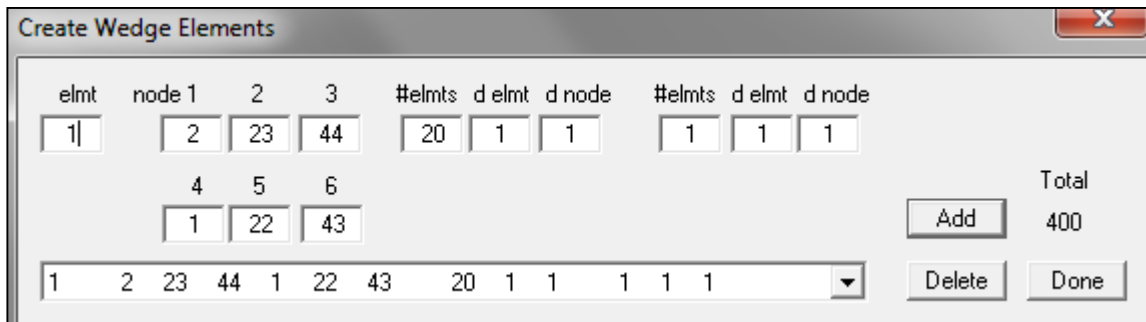 Create Wedge Elements
elmt node 1 2 3 #elmts d elmt d node #elmts d elmt d node
1 2 23 44 20 1 1 1 1 1
4 5 6 Total
1 22 43 Add 400
1 2 23 44 1 22 43 20 1 1 1 1 1 Delete Done